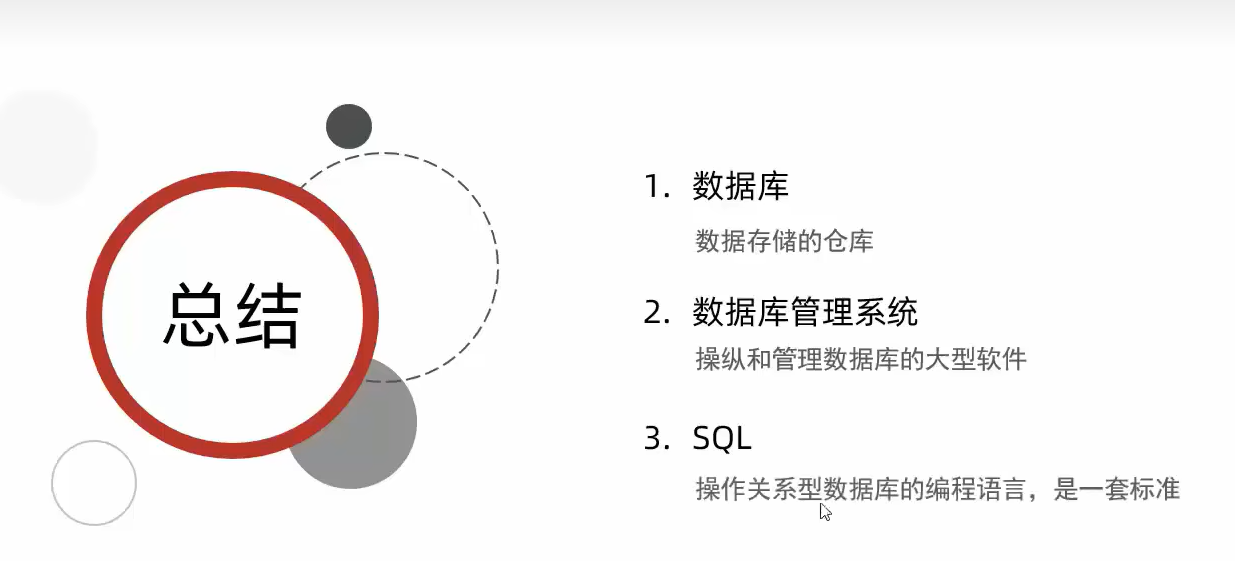 总结
1. 数据库
数据存储的仓库
2. 数据库管理系统
操纵和管理数据库的大型软件
3. SQL
操作关系型数据库的编程语言，是一套标准